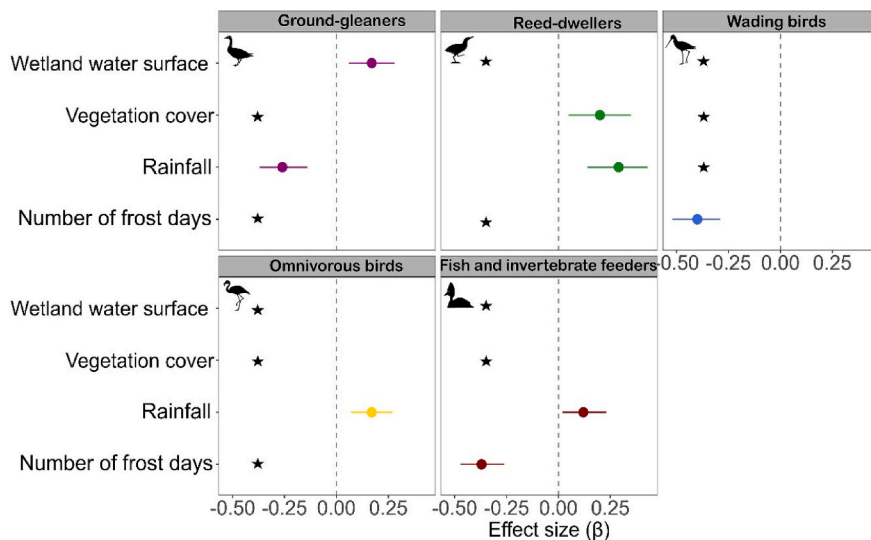 Ground-gleaners
Reed-dwellers
Wading birds
Wetland water surface
Vegetation cover
Rainfall
Number of frost days
-0.50 -0.25 0.00 0.25
Omnivorous birds
Fish and invertebrate feeders
Wetland water surface
Vegetation cover
Rainfall
Number of frost days
-0.50 -0.25 0.00 0.25
-0.50 -0.25 0.00 0.25
Effect size (β)